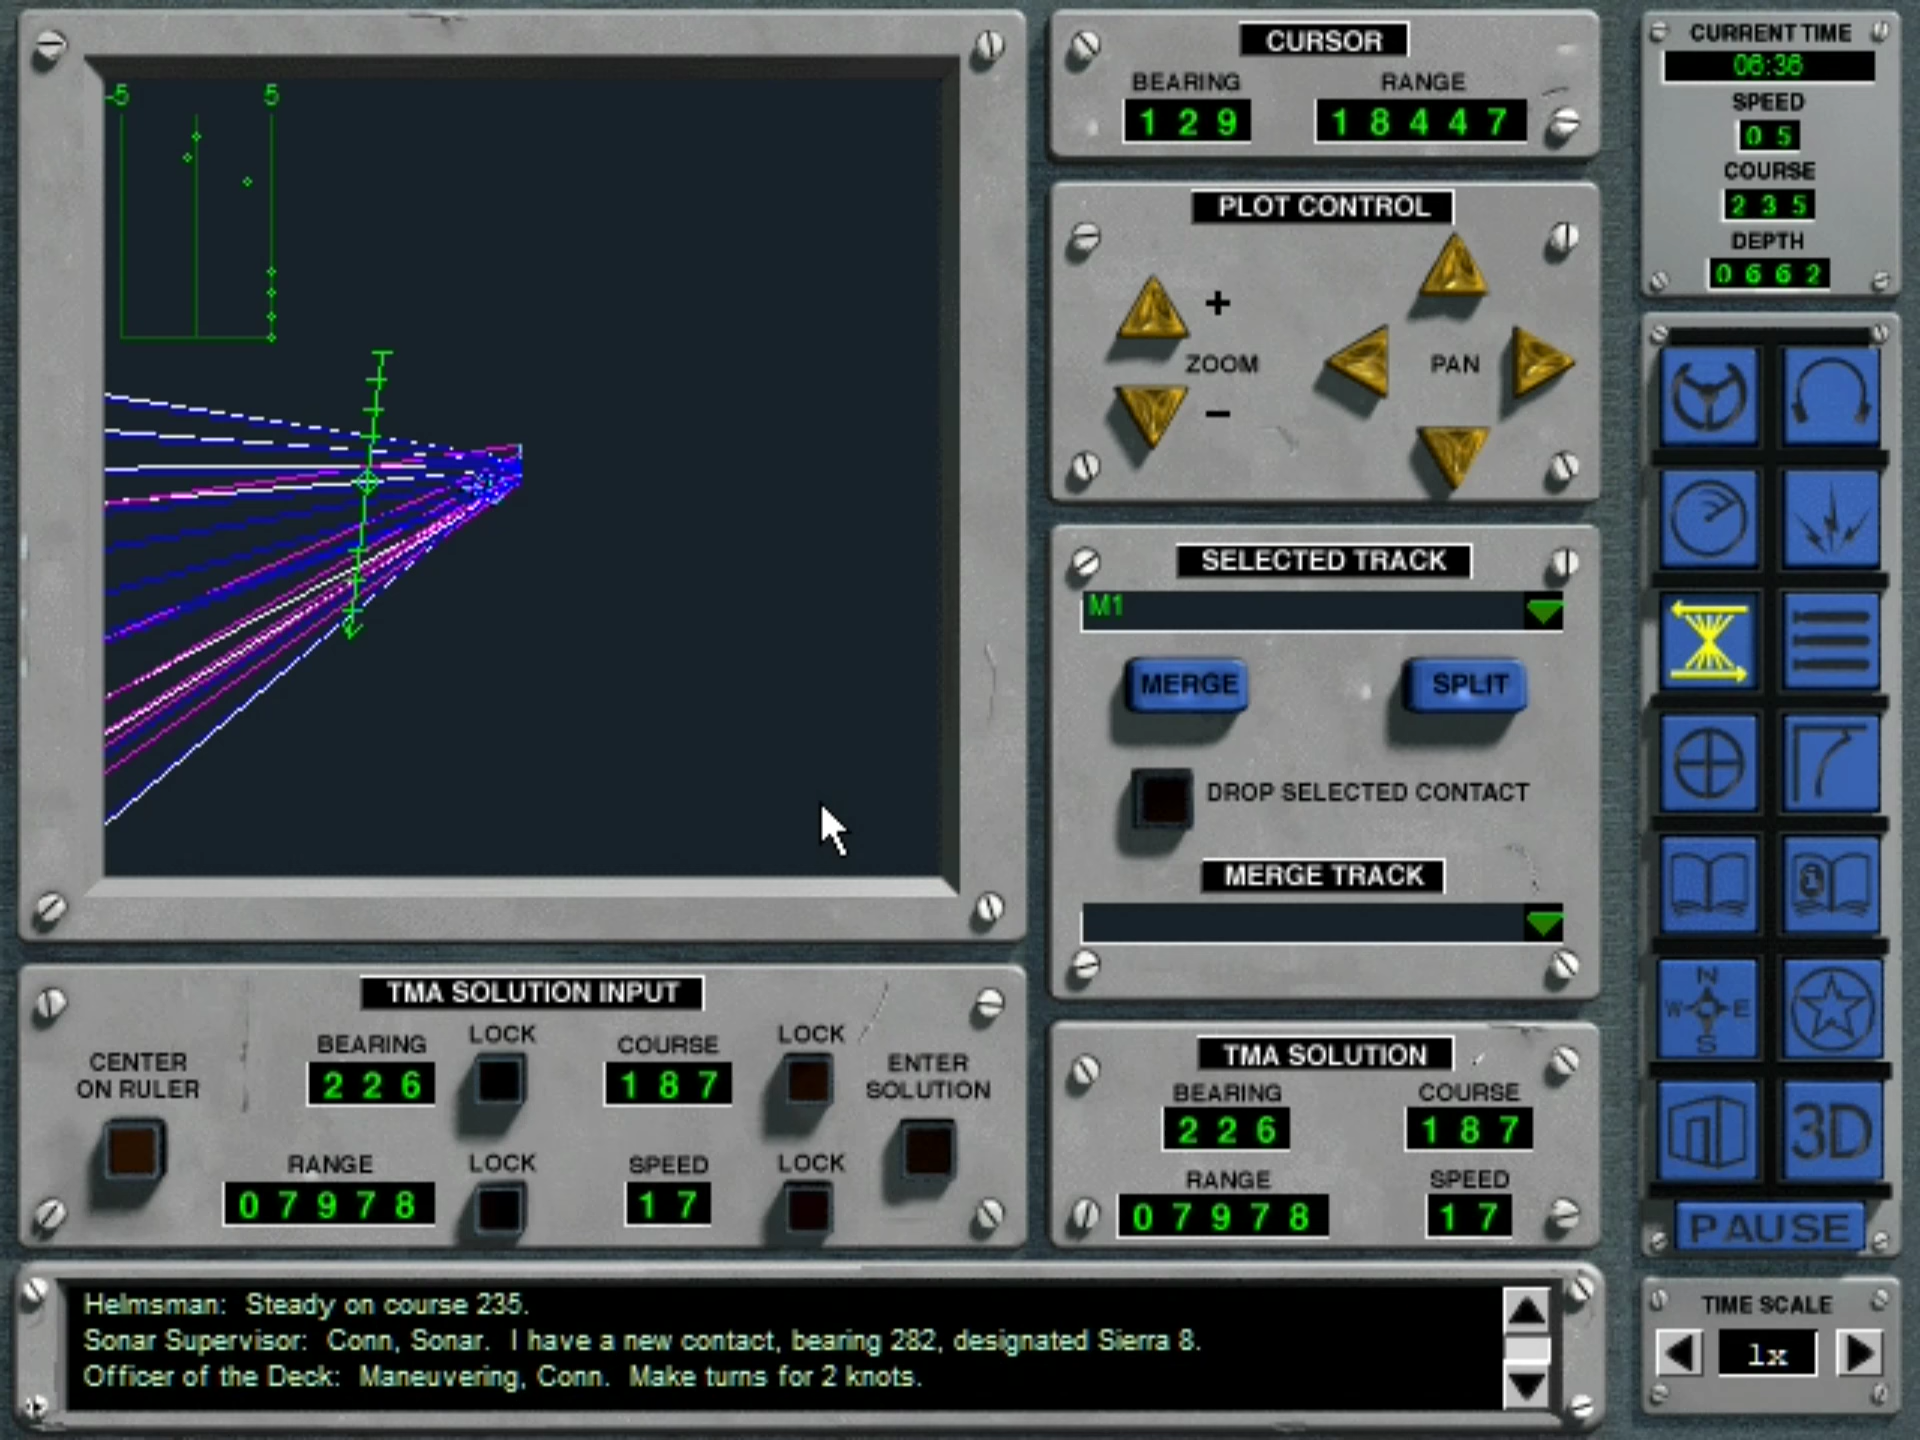 -5 5
CURSOR
BEARING RANGE
129 18447
PLOT CONTROL
+
ZOOM
-
PAN
SELECTED TRACK
M1
MERGE SPLIT
DROP SELECTED CONTACT
MERGE TRACK
TMA SOLUTION INPUT
CENTER
ON RULER
BEARING LOCK
226
COURSE LOCK
187
ENTER
SOLUTION
RANGE LOCK
07978
SPEED LOCK
17
TMA SOLUTION
BEARING COURSE
226 187
RANGE SPEED
07978 17
Helmsman: Steady on course 235.
Sonar Supervisor: Conn, Sonar. I have a new contact, bearing 282, designated Sierra 8.
Officer of the Deck: Maneuvering, Conn. Make turns for 2 knots.
CURRENT TIME
06:36
SPEED
05
COURSE
235
DEPTH
0662
N
W E
S
3D
PAUSE
TIME SCALE
1x